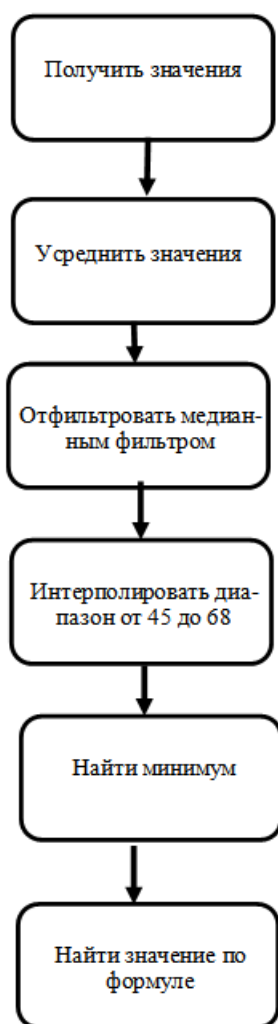 Получить значения
Усреднить значения
Отфильтровать медиан-
ным фильтром
Интерполировать диа-
пазон от 45 до 68
Найти минимум
Найти значение по
формуле